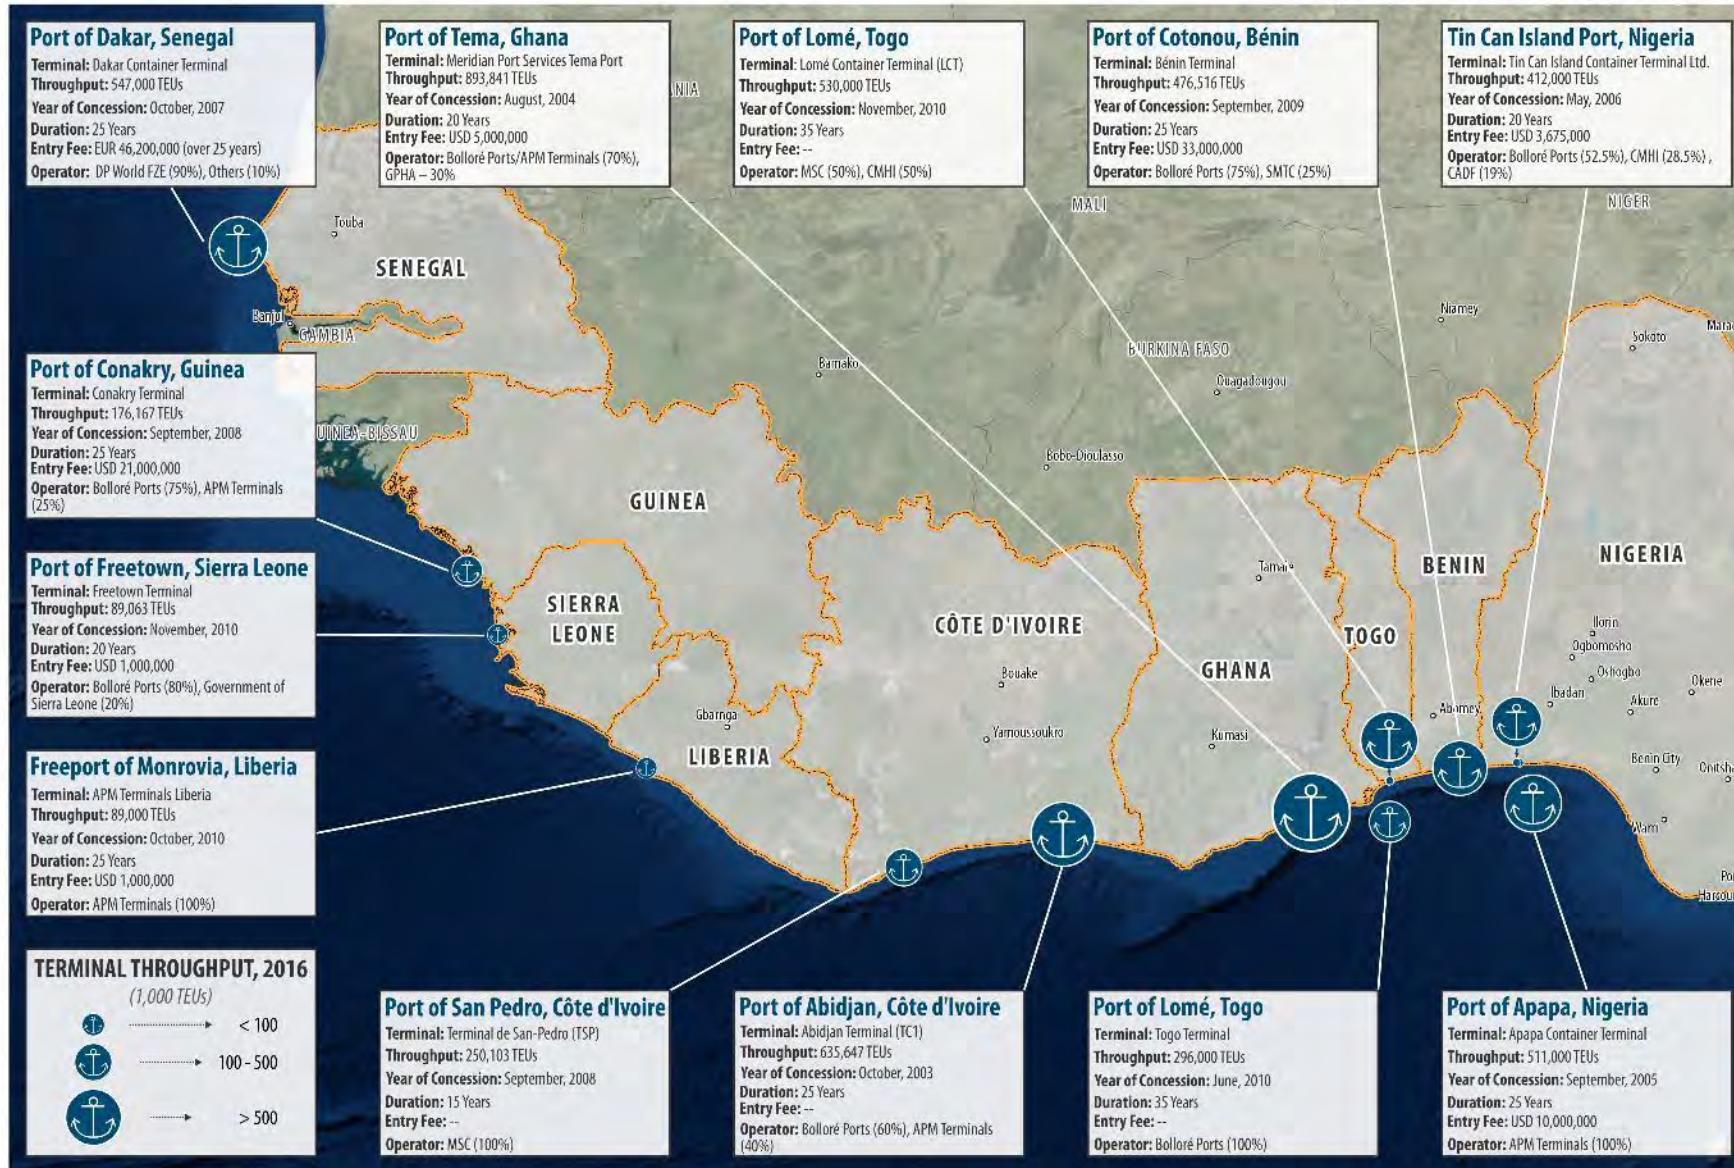 Port of Dakar, Senegal
Terminal: Dakar Container Terminal
Throughput: 547,000 TEUs
Year of Concession: October, 2007
Duration: 25 Years
Entry Fee: EUR 46,200,000 (over 25 years)
Operator: DP World FZE (90%), Others (10%)
Port of Tema, Ghana
Terminal: Meridian Port Services Tema Port
Throughput: 893,841 TEUs
Year of Concession: August, 2004
Duration: 20 Years
Entry Fee: USD 5,000,000
Operator: Bolloré Ports/APM Terminals (70%),
GPHA – 30%
Port of Lomé, Togo
Terminal: Lomé Container Terminal (LCT)
Throughput: 530,000 TEUs
Year of Concession: November, 2010
Duration: 35 Years
Entry Fee: --
Operator: MSC (50%), CMHI (50%)
Port of Cotonou, Bénin
Terminal: Bénin Terminal
Throughput: 476,516 TEUs
Year of Concession: September, 2009
Duration: 25 Years
Entry Fee: USD 33,000,000
Operator: Bolloré Ports (75%), SMTC (25%)
Tin Can Island Port, Nigeria
Terminal: Tin Can Island Container Terminal Ltd.
Throughput: 412,000 TEUs
Year of Concession: May, 2006
Duration: 20 Years
Entry Fee: USD 3,675,000
Operator: Bolloré Ports (52.5%), CMHI (28.5%) ,
CADF (19%)
NIA
MALI
NIGER
Touba
SENEGAL
Banjul
GAMBIA
Niamey
Sokoto
Mara
BURKINA FASO
Bamako
Ouagadougou
Bobo-Dioulasso
UINEA-BISSAU
Port of Conakry, Guinea
Terminal: Conakry Terminal
Throughput: 176,167 TEUs
Year of Concession: September, 2008
Duration: 25 Years
Entry Fee: USD 21,000,000
Operator: Bolloré Ports (75%), APM Terminals
(25%)
GUINEA
SIERRA
LEONE
CÔTE D'IVOIRE
Bouake
Yamoussoukro
Tamale
GHANA
Kumasi
TOGO
BENIN
Abomey
NIGERIA
Ilorin
Ogbomosho
Oshogbo
Ibadan
Akure
Okene
Benin City
Onitsh
Warri
Po
Harcour
Gbarnga
LIBERIA
Port of Freetown, Sierra Leone
Terminal: Freetown Terminal
Throughput: 89,063 TEUs
Year of Concession: November, 2010
Duration: 20 Years
Entry Fee: USD 1,000,000
Operator: Bolloré Ports (80%), Government of
Sierra Leone (20%)
Freeport of Monrovia, Liberia
Terminal: APM Terminals Liberia
Throughput: 89,000 TEUs
Year of Concession: October, 2010
Duration: 25 Years
Entry Fee: USD 1,000,000
Operator: APM Terminals (100%)
TERMINAL THROUGHPUT, 2016
(1,000 TEUs)
< 100
100 - 500
> 500
Port of San Pedro, Côte d'Ivoire
Terminal: Terminal de San-Pedro (TSP)
Throughput: 250,103 TEUs
Year of Concession: September, 2008
Duration: 15 Years
Entry Fee: --
Operator: MSC (100%)
Port of Abidjan, Côte d'Ivoire
Terminal: Abidjan Terminal (TC1)
Throughput: 635,647 TEUs
Year of Concession: October, 2003
Duration: 25 Years
Entry Fee: --
Operator: Bolloré Ports (60%), APM Terminals
(40%)
Port of Lomé, Togo
Terminal: Togo Terminal
Throughput: 296,000 TEUs
Year of Concession: June, 2010
Duration: 35 Years
Entry Fee: --
Operator: Bolloré Ports (100%)
Port of Apapa, Nigeria
Terminal: Apapa Container Terminal
Throughput: 511,000 TEUs
Year of Concession: September, 2005
Duration: 25 Years
Entry Fee: USD 10,000,000
Operator: APM Terminals (100%)